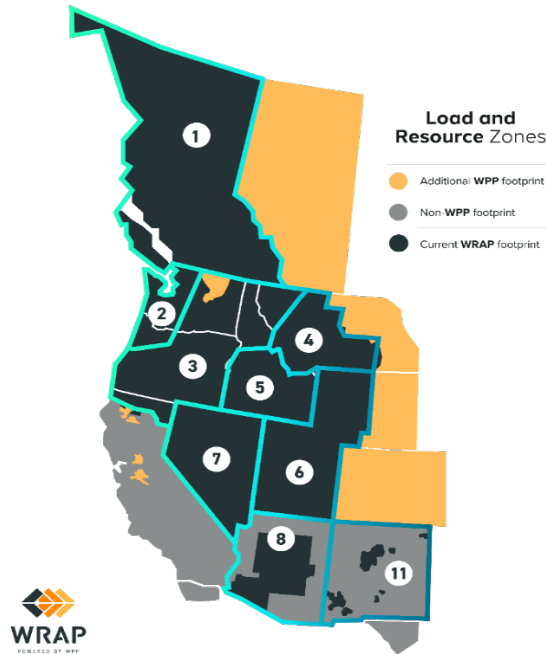 1
Load and
Resource Zones
Additional WPP footprint
Non-WPP footprint
Current WRAP footprint
2
3
4
5
7
6
8
11
WRAP
POWERED BY WPP